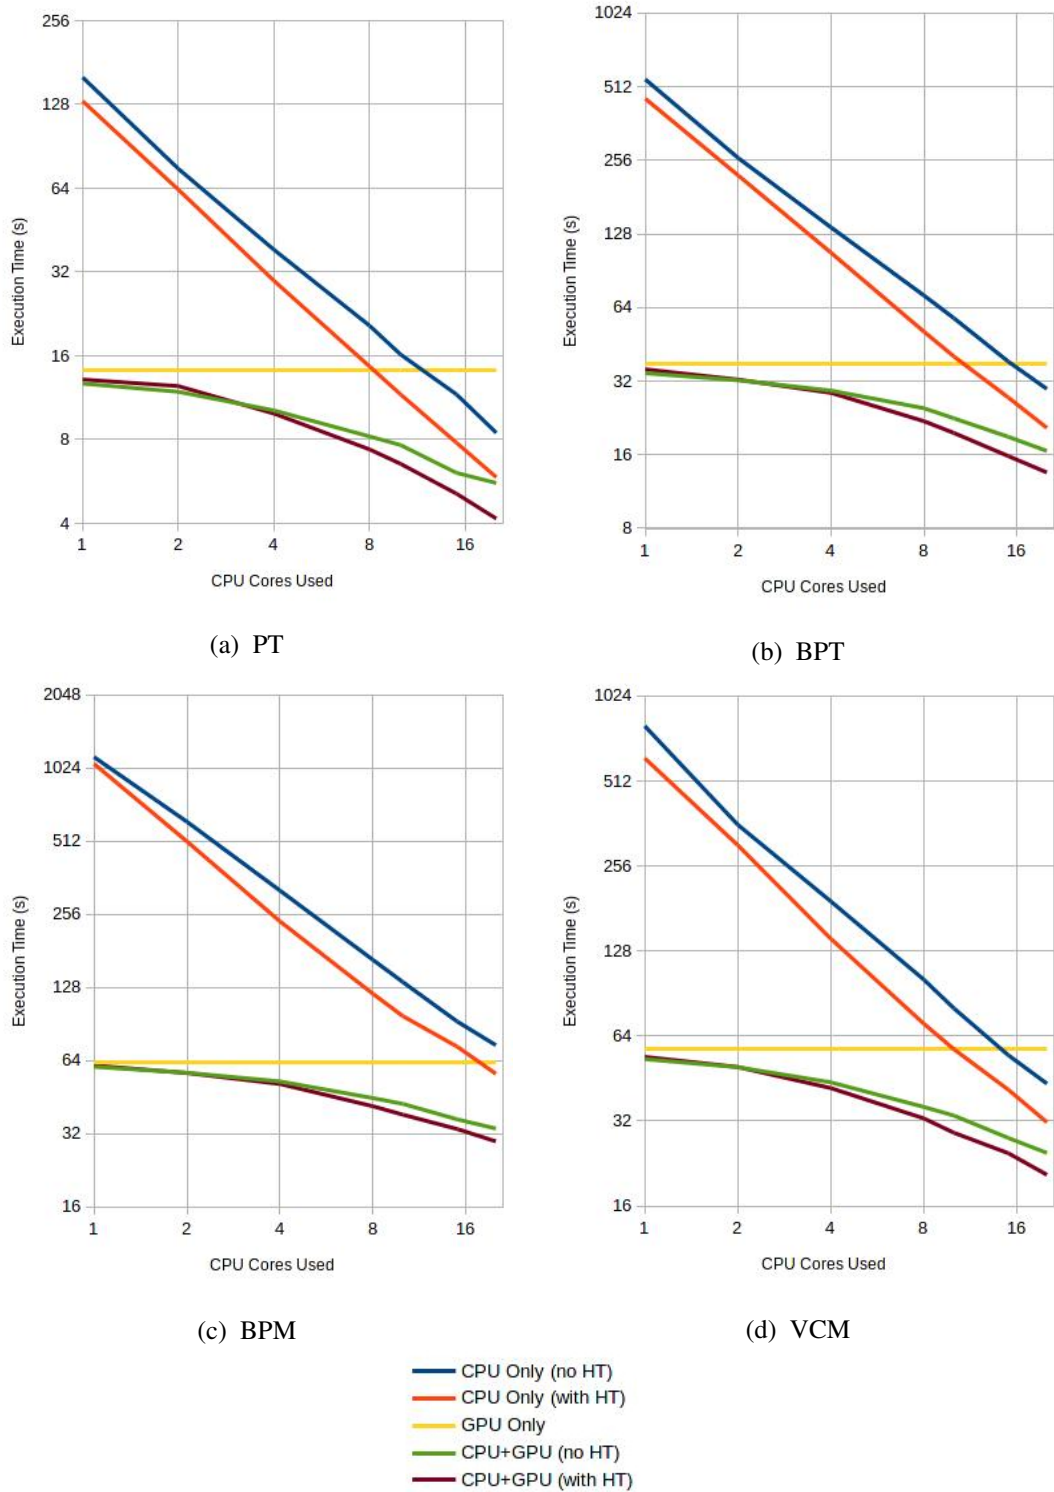 256
128
64
32
16
8
4
1 2 4 8 16
Execution Time (s)
CPU Cores Used
(a) PT
1024
512
256
128
64
32
16
8
1 2 4 8 16
Execution Time (s)
CPU Cores Used
(b) BPT
2048
1024
512
256
128
64
32
16
1 2 4 8 16
Execution Time (s)
CPU Cores Used
(c) BPM
1024
512
256
128
64
32
16
1 2 4 8 16
Execution Time (s)
CPU Cores Used
(d) VCM
CPU Only (no HT)
CPU Only (with HT)
GPU Only
CPU+GPU (no HT)
CPU+GPU (with HT)